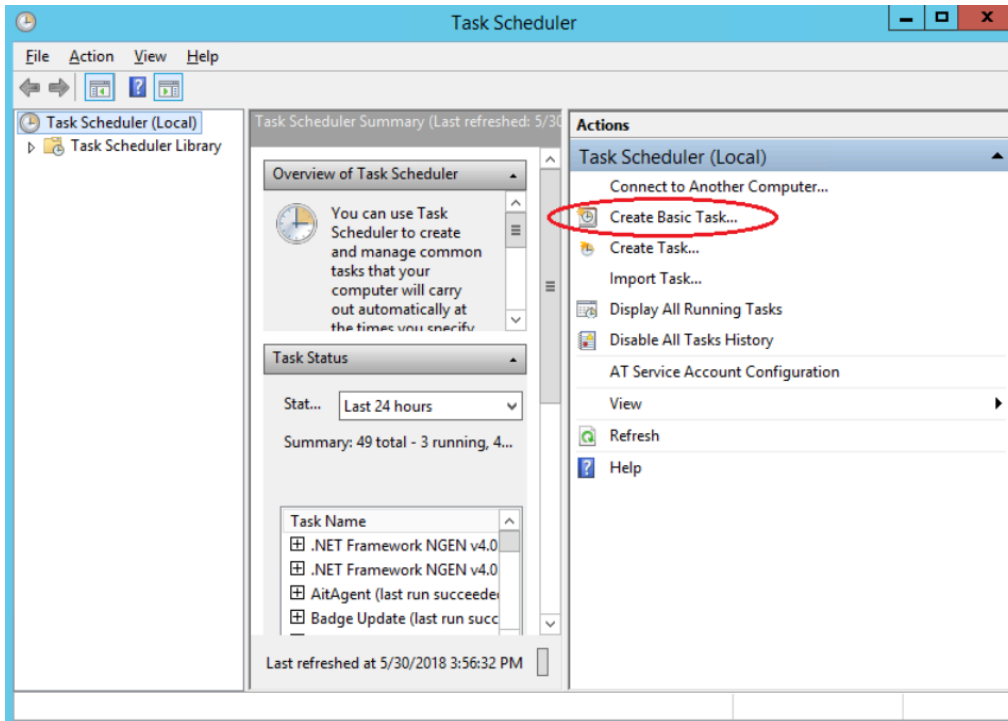 Task Scheduler
File Action View Help
Task Scheduler (Local)
Task Scheduler Library
Task Scheduler Summary (Last refreshed: 5/30
Overview of Task Scheduler
You can use Task
Scheduler to create
and manage common
tasks that your
computer will carry
out automatically at
the times you specify
Task Status
Stat... Last 24 hours
Summary: 49 total - 3 running, 4...
Task Name
.NET Framework NGEN v4.0
.NET Framework NGEN v4.0
AitAgent (last run succeeded
Badge Update (last run succ
Last refreshed at 5/30/2018 3:56:32 PM
Actions
Task Scheduler (Local)
Connect to Another Computer...
Create Basic Task...
Create Task...
Import Task...
Display All Running Tasks
Disable All Tasks History
AT Service Account Configuration
View
Refresh
Help